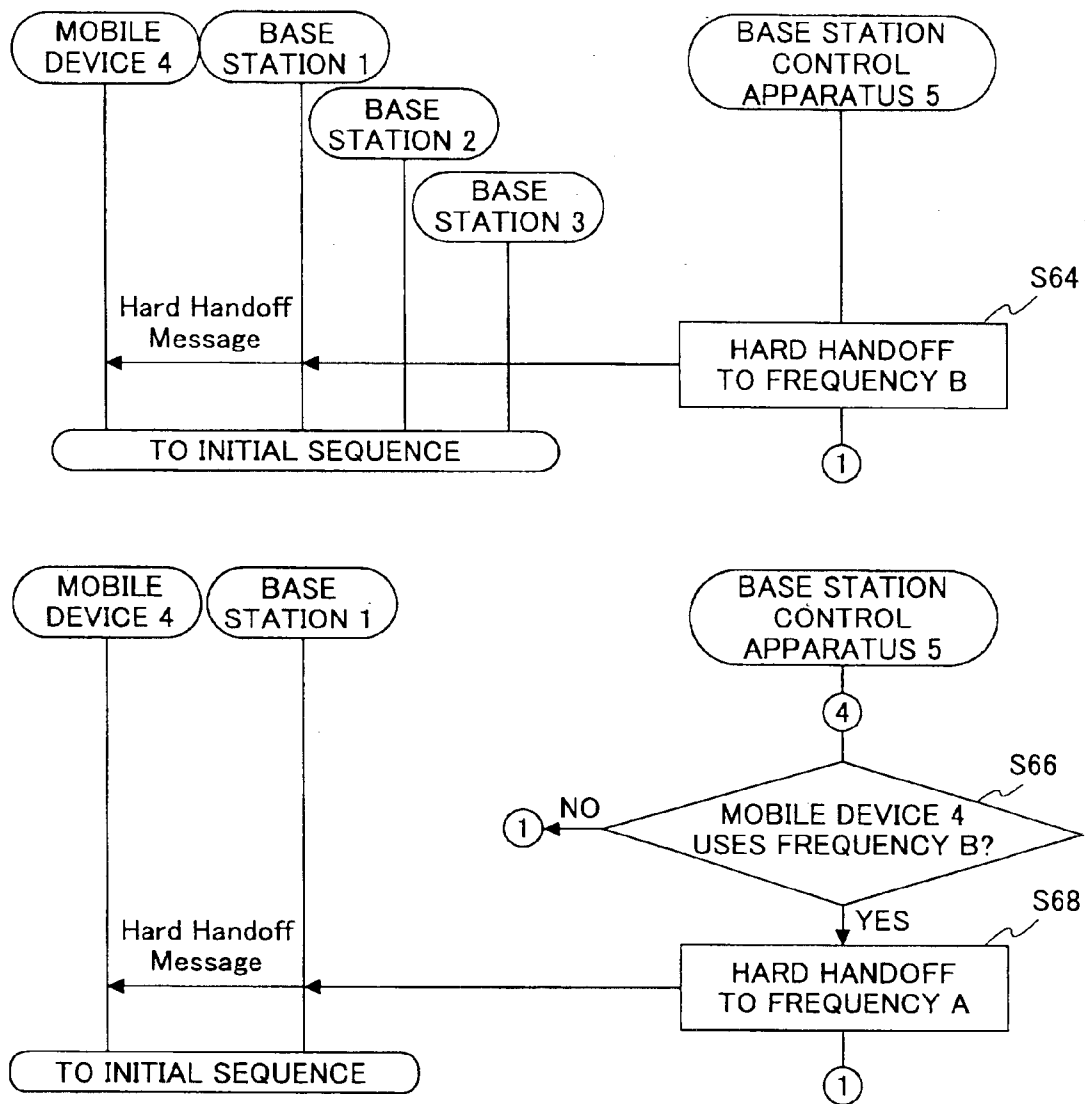 MOBILE
DEVICE 4
BASE
STATION 1
BASE
STATION 2
BASE
STATION 3
BASE STATION
CONTROL
APPARATUS 5
S64
Hard Handoff
Message
HARD HANDOFF
TO FREQUENCY B
TO INITIAL SEQUENCE
1
MOBILE
DEVICE 4
BASE
STATION 1
BASE STATION
CONTROL
APPARATUS 5
4
S66
MOBILE DEVICE 4
USES FREQUENCY B?
NO
1
YES
S68
Hard Handoff
Message
HARD HANDOFF
TO FREQUENCY A
TO INITIAL SEQUENCE
1